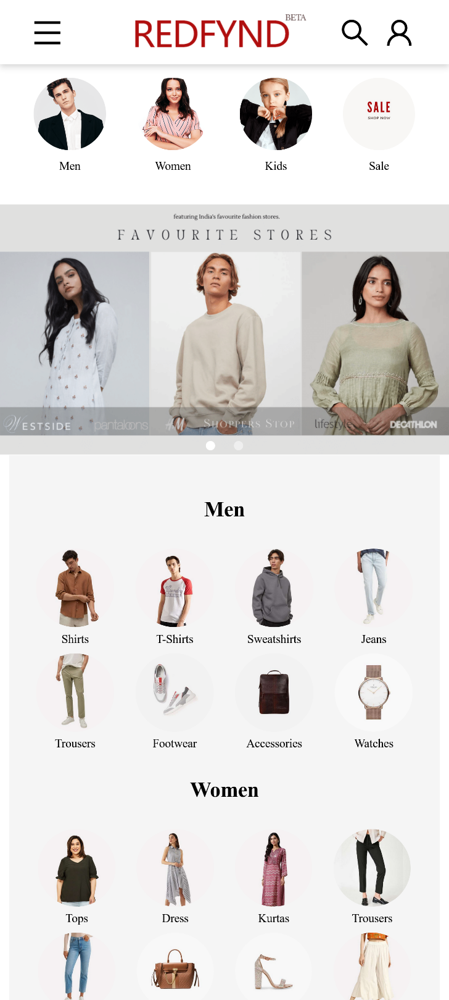 REDFYND BETA
SALE
SHOP NOW
Men Women Kids Sale
featuring India's favourite fashion stores.
FAVOURITE STORES
WESTSIDE pantaloons H&M SHOPPERS STOP lifestyle DECATHLON
Men
Shirts T-Shirts Sweatshirts Jeans
Trousers Footwear Accessories Watches
Women
Tops Dress Kurtas Trousers